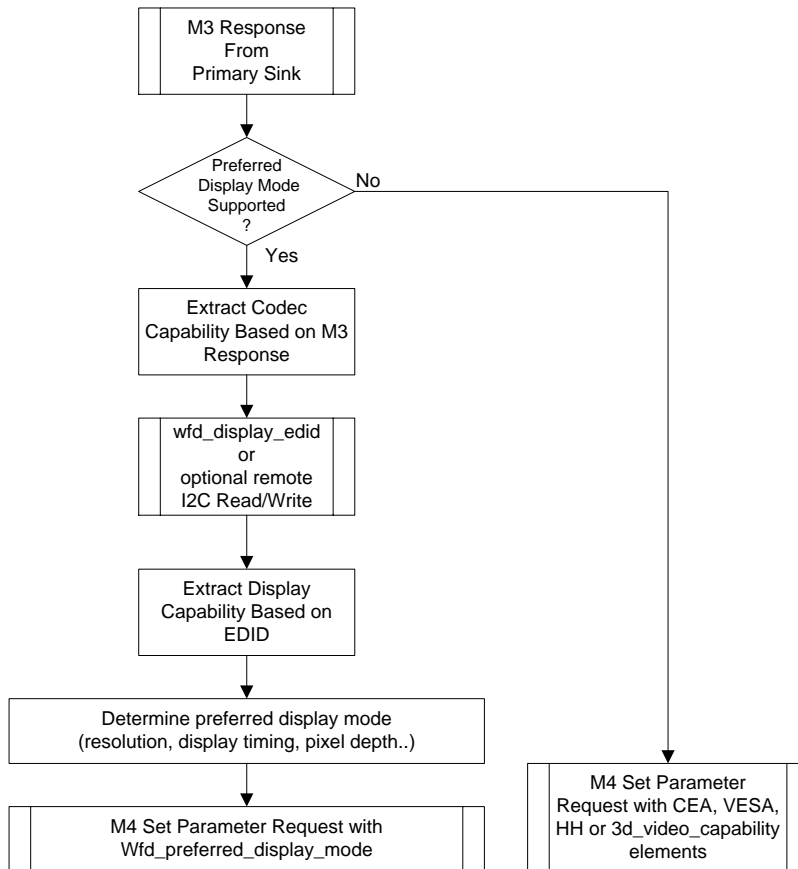 M3 Response
From
Primary Sink
Preferred
Display Mode
Supported
?
No
Yes
Extract Codec
Capability Based on M3
Response
wfd_display_edid
or
optional remote
I2C Read/Write
Extract Display
Capability Based on
EDID
Determine preferred display mode
(resolution, display timing, pixel depth..)
M4 Set Parameter Request with
Wfd_preferred_display_mode
M4 Set Parameter
Request with CEA, VESA,
HH or 3d_video_capability
elements